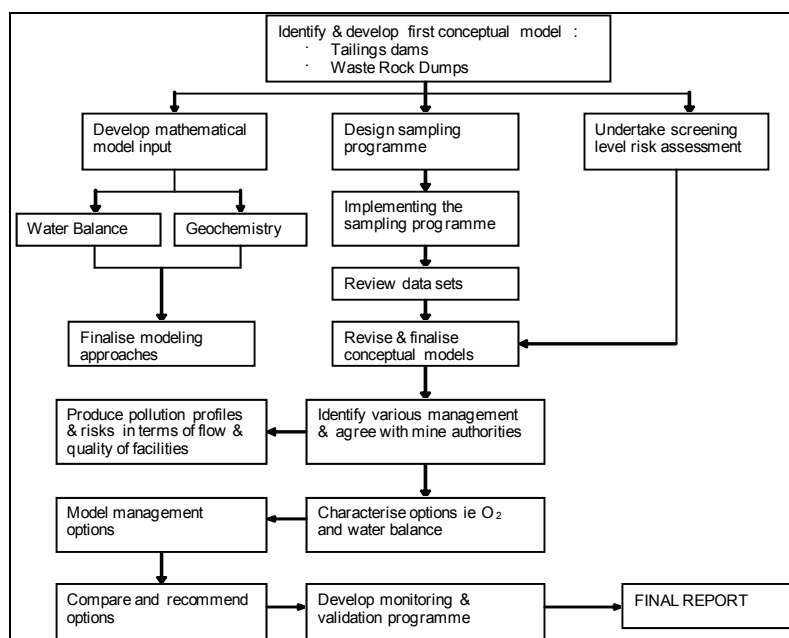 Identify & develop first conceptual model :
· Tailings dams
· Waste Rock Dumps
Develop mathematical
model input
Design sampling
programme
Undertake screening
level risk assessment
Water Balance
Geochemistry
Implementing the
sampling programme
Review data sets
Finalise modeling
approaches
Revise & finalise
conceptual models
Produce pollution profiles
& risks in terms of flow &
quality of facilities
Identify various management
& agree with mine authorities
Model management
options
Characterise options ie O₂
and water balance
Compare and recommend
options
Develop monitoring &
validation programme
FINAL REPORT